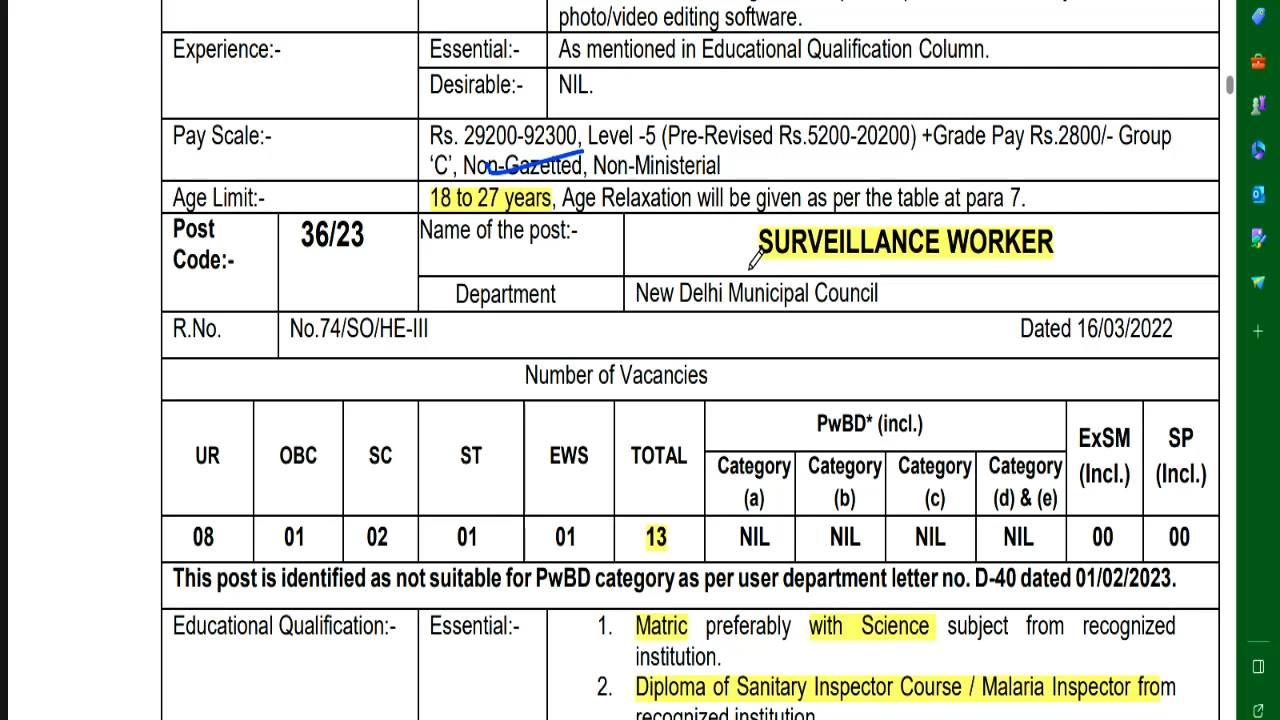 photo/video editing software.
Experience:- Essential:- As mentioned in Educational Qualification Column.
Desirable:- NIL.
Pay Scale:- Rs. 29200-92300, Level -5 (Pre-Revised Rs.5200-20200) +Grade Pay Rs.2800/- Group
‘C’, Non-Gazetted, Non-Ministerial
Age Limit:- 18 to 27 years, Age Relaxation will be given as per the table at para 7.
Post Code:- 36/23 Name of the post:- SURVEILLANCE WORKER
Department New Delhi Municipal Council
R.No. No.74/SO/HE-III Dated 16/03/2022
Number of Vacancies
UR OBC SC ST EWS TOTAL PwBD* (incl.) ExSM (Incl.) SP (Incl.)
Category (a) Category (b) Category (c) Category (d) & (e)
08 01 02 01 01 13 NIL NIL NIL NIL 00 00
This post is identified as not suitable for PwBD category as per user department letter no. D-40 dated 01/02/2023.
Educational Qualification:- Essential:- 1. Matric preferably with Science subject from recognized
institution.
2. Diploma of Sanitary Inspector Course / Malaria Inspector from
recognized institution